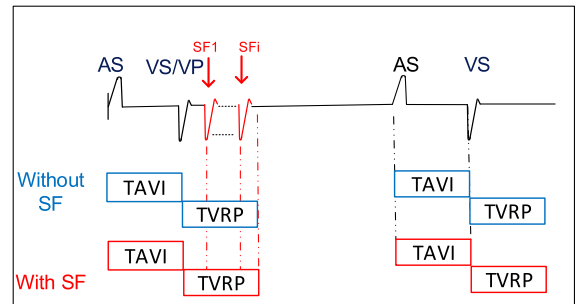 SF1 SFi
AS VS/VP AS VS
Without SF
TAVI TAVI
TVRP TVRP
With SF
TAVI TAVI
TVRP TVRP